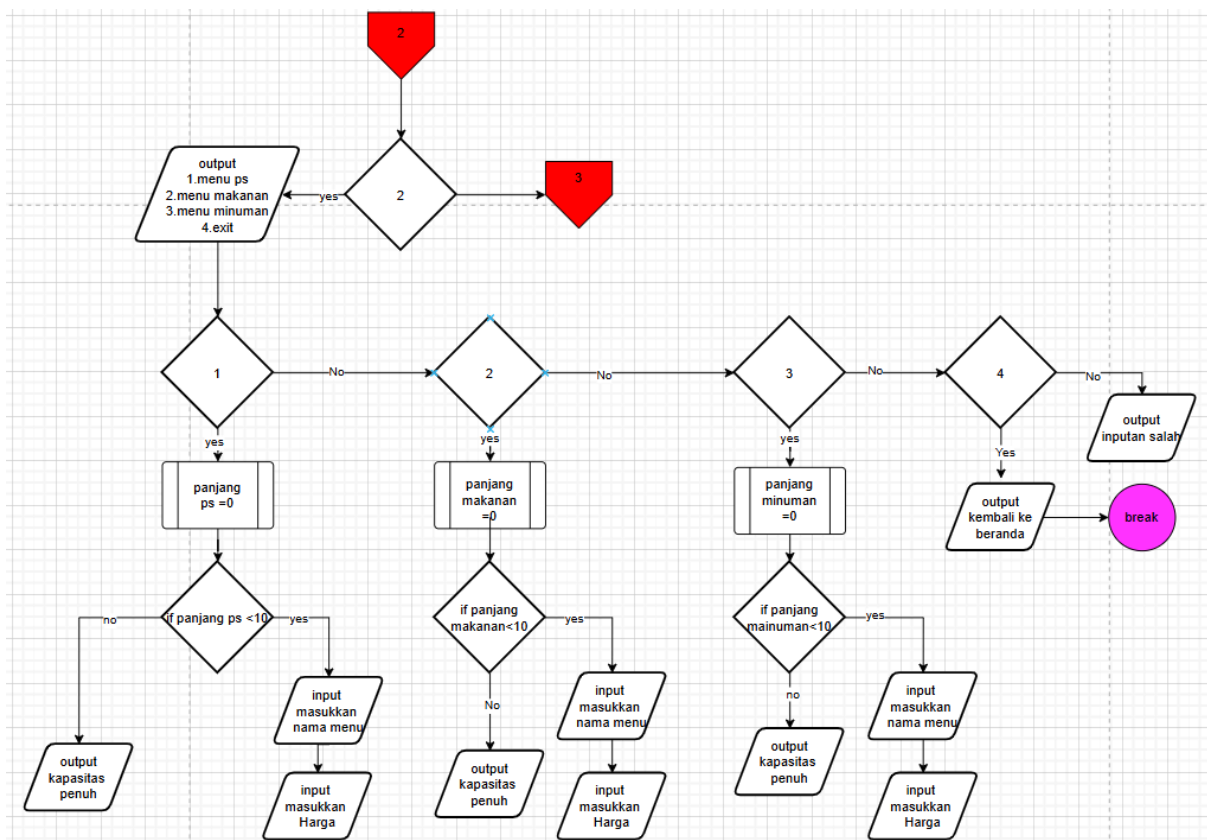 2
output
1.menu ps
2.menu makanan
3.menu minuman
4.exit
yes
2
3
1
No
2
No
3
No
4
No
output
inputan salah
yes
yes
yes
Yes
panjang
ps =0
panjang
makanan
=0
panjang
minuman
=0
output
kembali ke
beranda
break
no
if panjang ps <10
yes
if panjang
makanan<10
yes
if panjang
mainuman<10
yes
input
masukkan
nama menu
No
input
masukkan
nama menu
no
input
masukkan
nama menu
output
kapasitas
penuh
input
masukkan
Harga
output
kapasitas
penuh
input
masukkan
Harga
output
kapasitas
penuh
input
masukkan
Harga